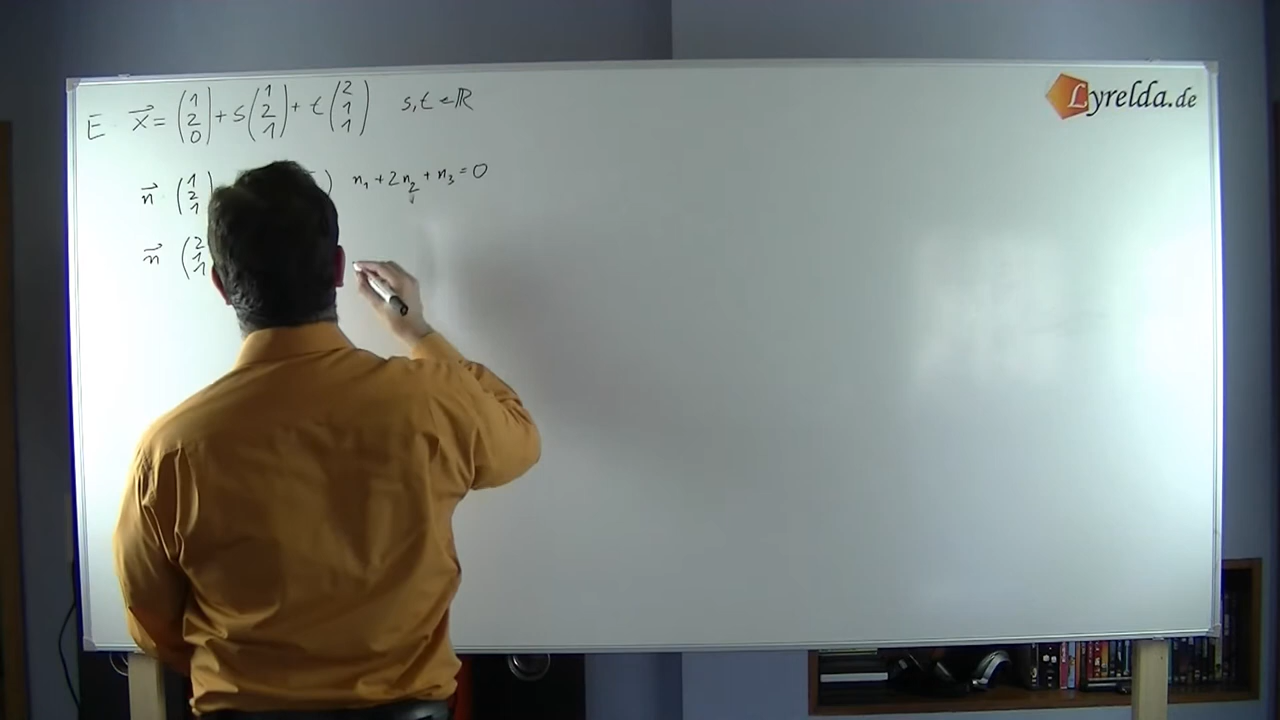 Lyrelda.de
E x⃗ = (1 2 0) + s (1 2 1) + t (2 1 1) s,t ∈ ℝ
n⃗ · (1 2 1) n₁ + 2n₂ + n₃ = 0
n⃗ (2 1 1)